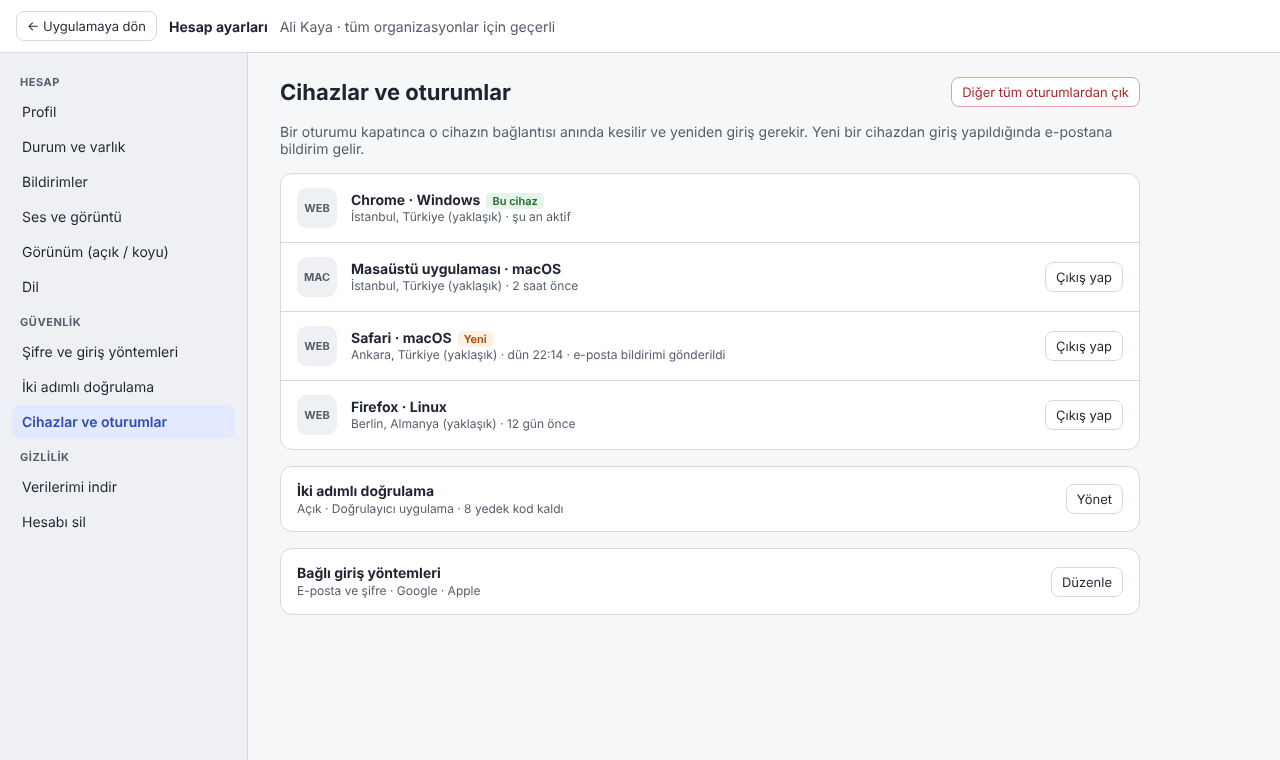 ← Uygulamaya dön
Hesap ayarları
Ali Kaya · tüm organizasyonlar için geçerli
HESAP
Profil
Durum ve varlık
Bildirimler
Ses ve görüntü
Görünüm (açık / koyu)
Dil
GÜVENLİK
Şifre ve giriş yöntemleri
İki adımlı doğrulama
Cihazlar ve oturumlar
GİZLİLİK
Verilerimi indir
Hesabı sil
Cihazlar ve oturumlar
Diğer tüm oturumlardan çık
Bir oturumu kapatınca o cihazın bağlantısı anında kesilir ve yeniden giriş gerekir. Yeni bir cihazdan giriş yapıldığında e-postana
bildirim gelir.
WEB
Chrome · Windows Bu cihaz
İstanbul, Türkiye (yaklaşık) · şu an aktif
MAC
Masaüstü uygulaması · macOS
İstanbul, Türkiye (yaklaşık) · 2 saat önce
Çıkış yap
WEB
Safari · macOS Yeni
Ankara, Türkiye (yaklaşık) · dün 22:14 · e-posta bildirimi gönderildi
Çıkış yap
WEB
Firefox · Linux
Berlin, Almanya (yaklaşık) · 12 gün önce
Çıkış yap
İki adımlı doğrulama
Açık · Doğrulayıcı uygulama · 8 yedek kod kaldı
Yönet
Bağlı giriş yöntemleri
E-posta ve şifre · Google · Apple
Düzenle